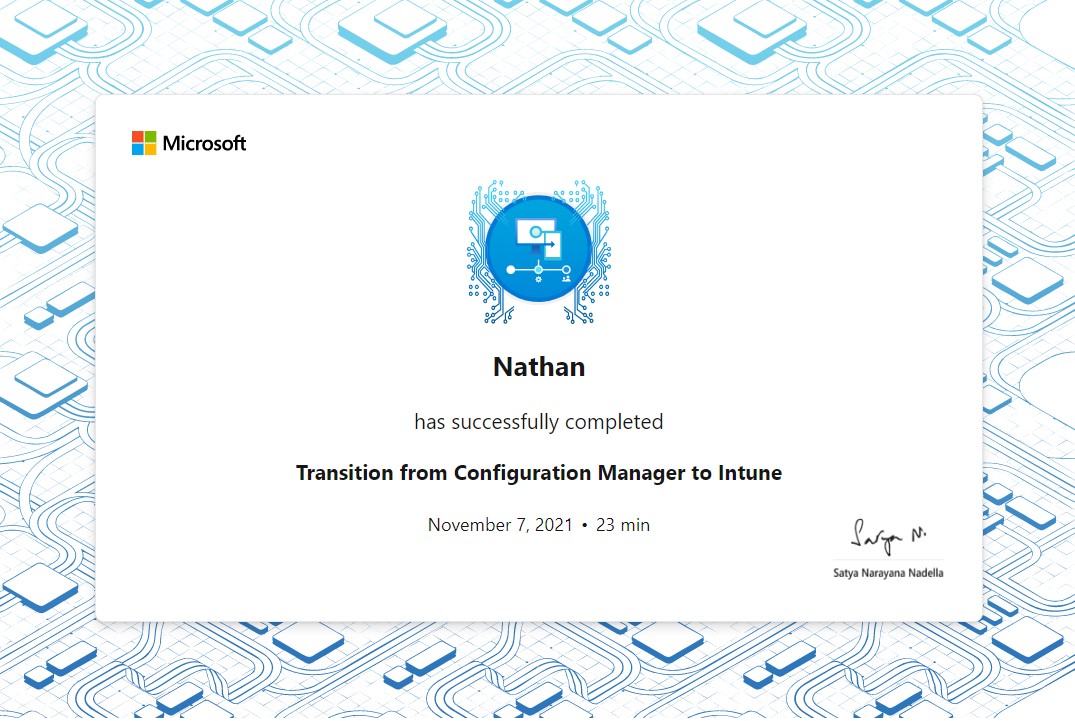 Microsoft
Nathan
has successfully completed
Transition from Configuration Manager to Intune
November 7, 2021 • 23 min
Satya N.
Satya Narayana Nadella